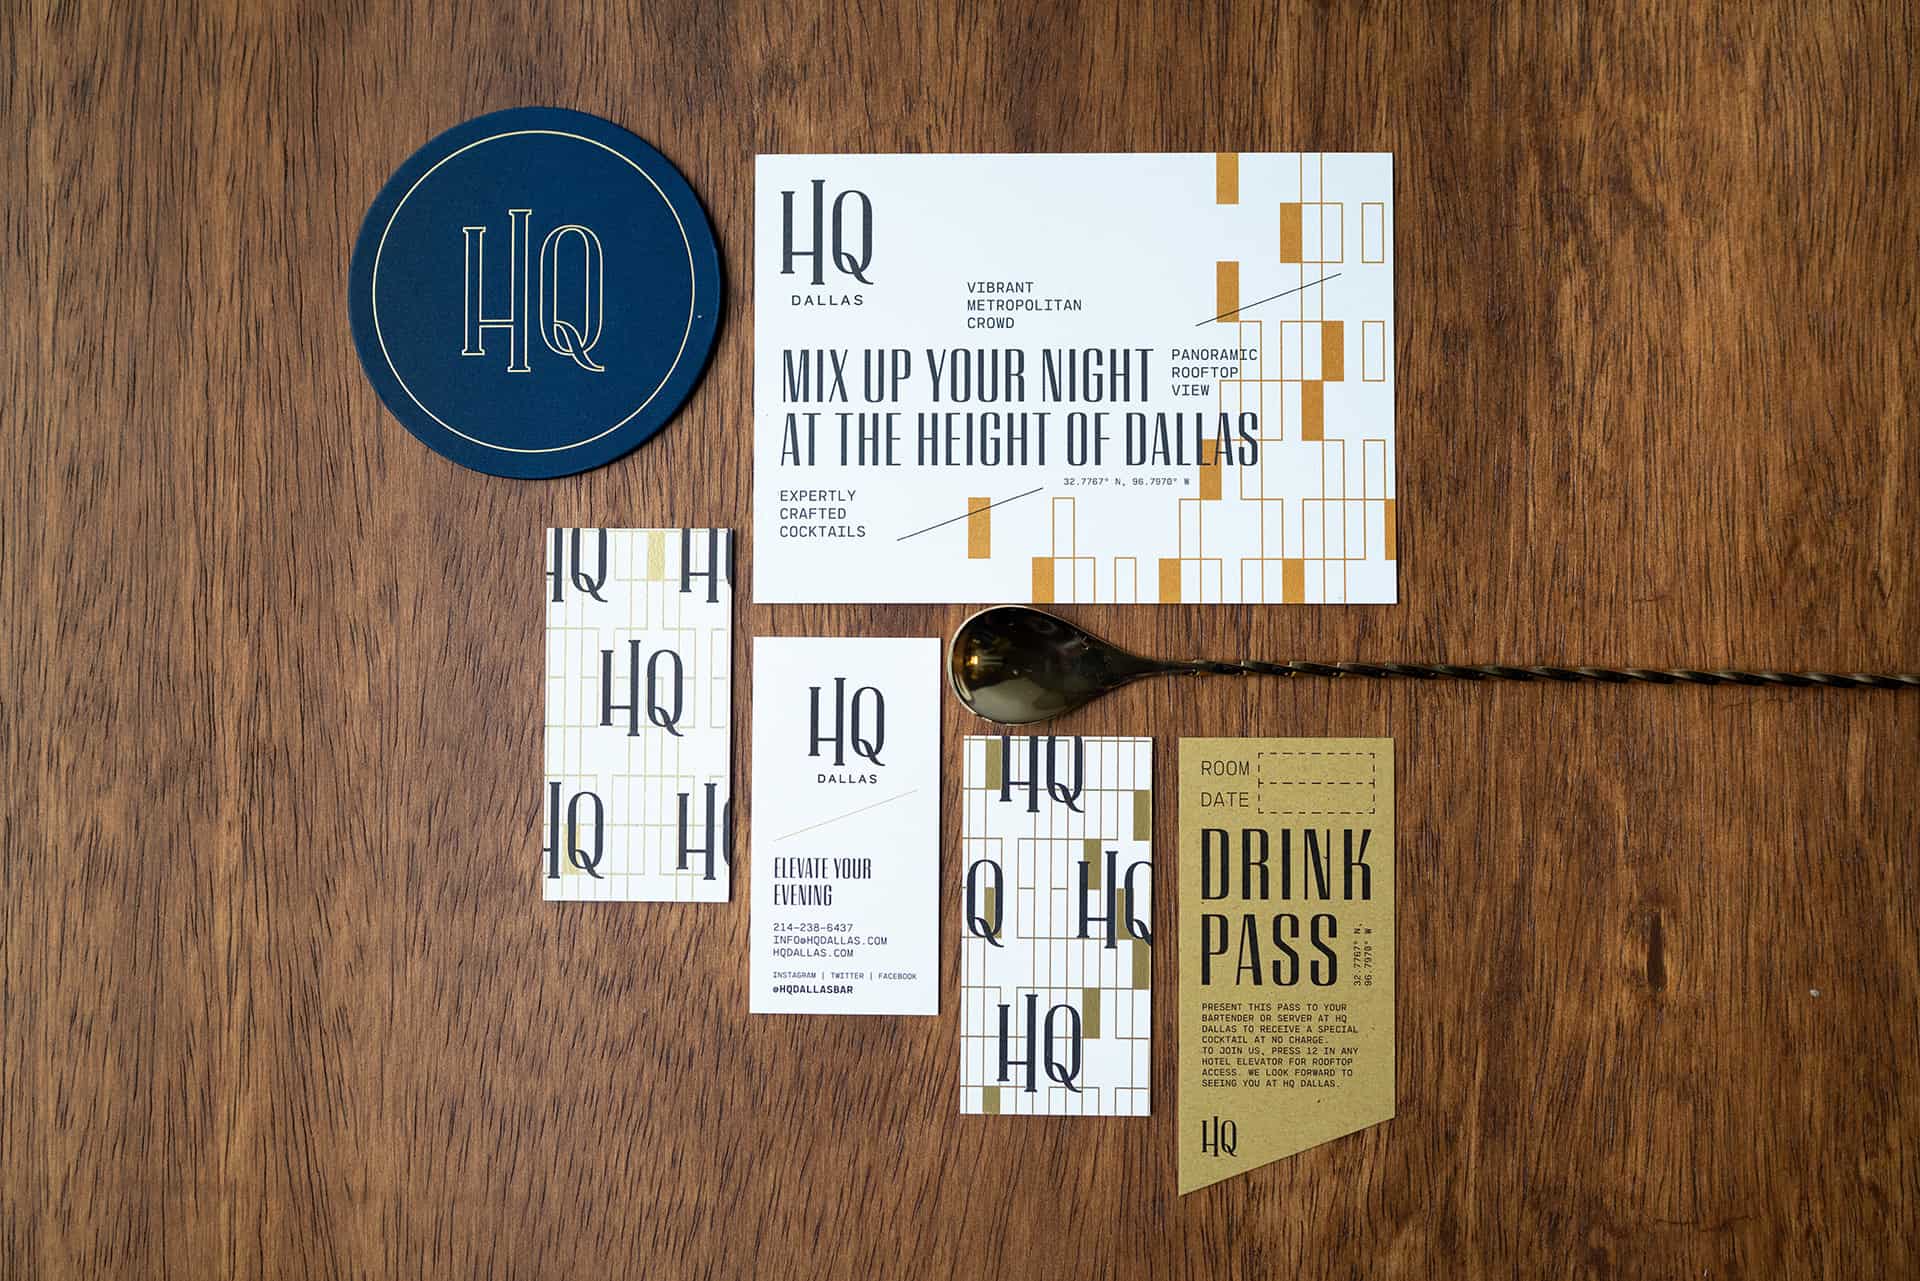 HQ
HQ
DALLAS
VIBRANT
METROPOLITAN
CROWD
MIX UP YOUR NIGHT
AT THE HEIGHT OF DALLAS
PANORAMIC
ROOFTOP
VIEW
32.7767° N, 96.7970° W
EXPERTLY
CRAFTED
COCKTAILS
HQ H
HQ
HQ H
HQ
DALLAS
ELEVATE YOUR
EVENING
214-238-6437
INFO@HQDALLAS.COM
HQDALLAS.COM
INSTAGRAM | TWITTER | FACEBOOK
@HQDALLASBAR
HQ
Q HQ
HQ
ROOM
DATE
DRINK
PASS
32.7767° N,
96.7970° W
PRESENT THIS PASS TO YOUR
BARTENDER OR SERVER AT HQ
DALLAS TO RECEIVE A SPECIAL
COCKTAIL AT NO CHARGE.
TO JOIN US, PRESS 12 IN ANY
HOTEL ELEVATOR FOR ROOFTOP
ACCESS. WE LOOK FORWARD TO
SEEING YOU AT HQ DALLAS.
HQ